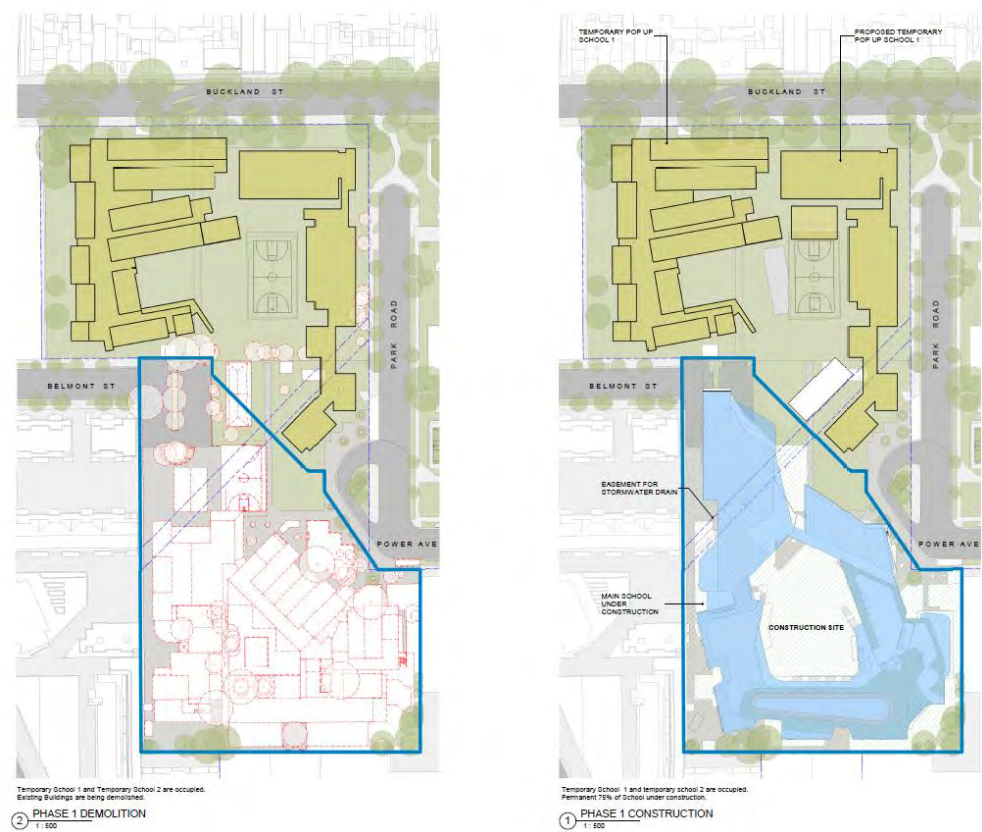 BUCKLAND ST
BELMONT ST
PARK ROAD
POWER AVE
Temporary School 1 and Temporary School 2 are occupied.
Existing Buildings are being demolished.
2 PHASE 1 DEMOLITION
1 : 500
TEMPORARY POP UP
SCHOOL 1
PROPOSED TEMPORARY
POP UP SCHOOL 1
BUCKLAND ST
BELMONT ST
PARK ROAD
EASEMENT FOR
STORMWATER DRAIN
POWER AVE
MAIN SCHOOL
UNDER
CONSTRUCTION
CONSTRUCTION SITE
Temporary School 1 and temporary school 2 are occupied.
Permanent 75% of School under construction.
1 PHASE 1 CONSTRUCTION
1 : 500